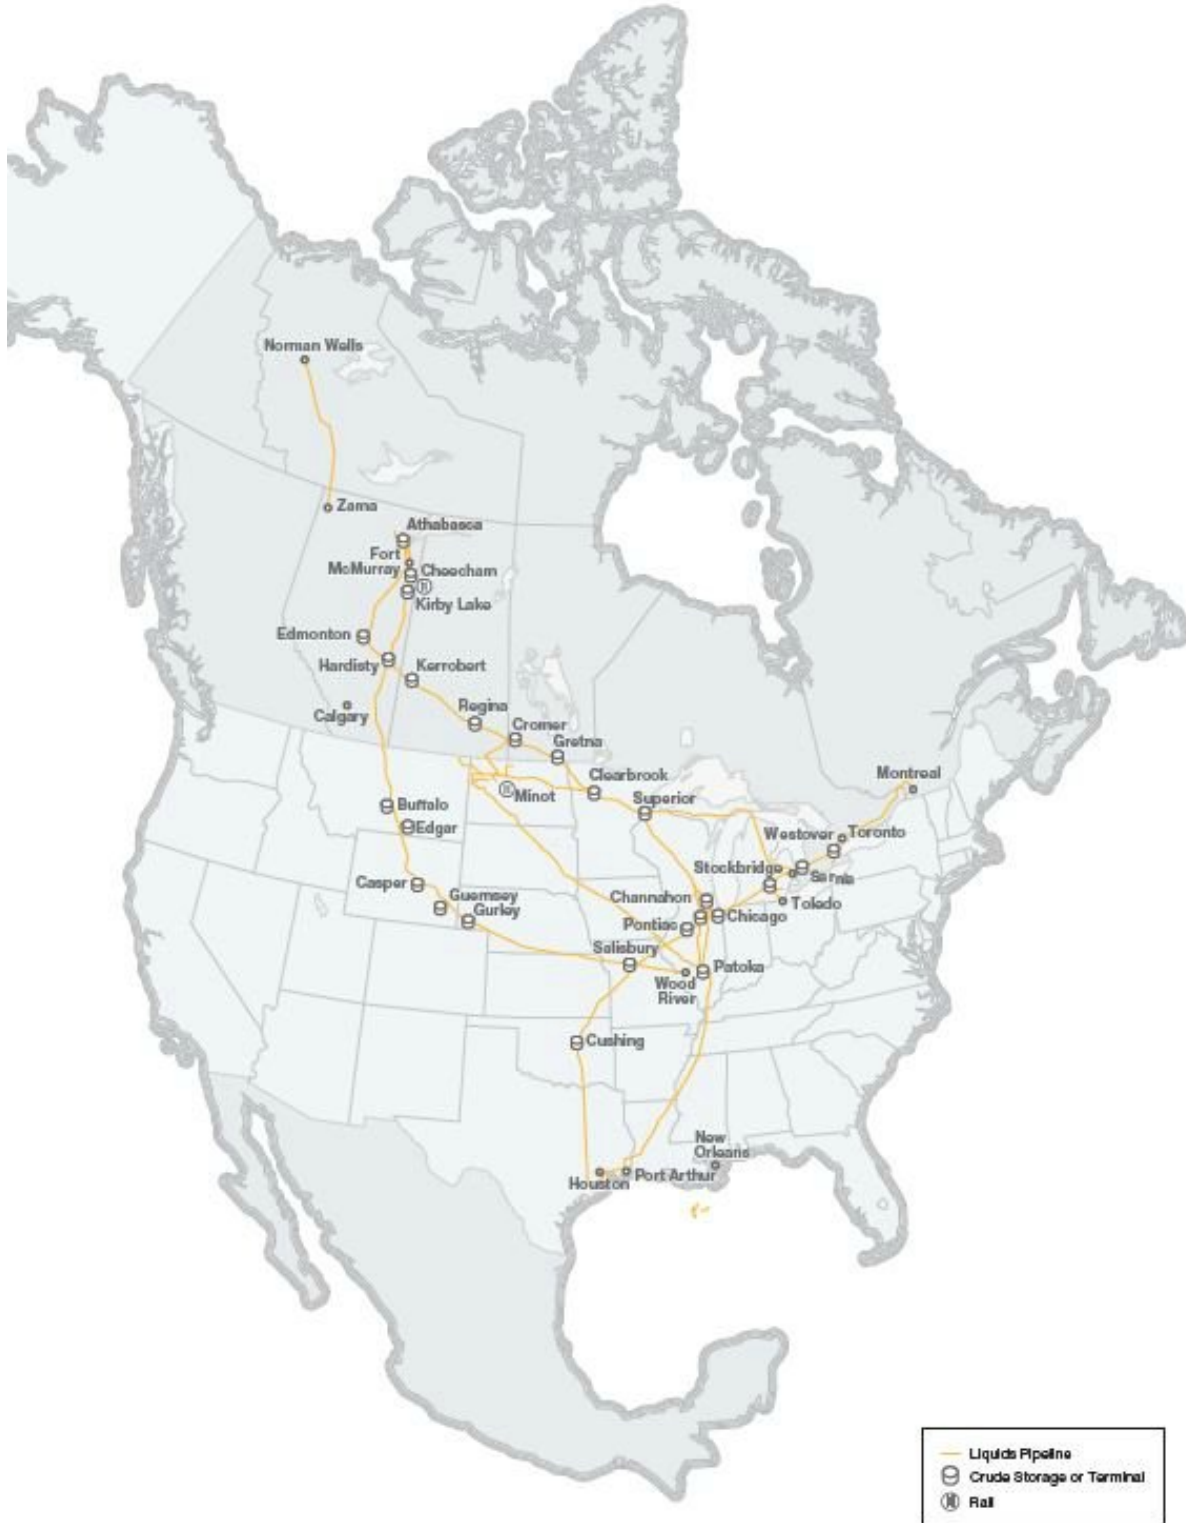 Norman Wells
Zama
Athabasca
Fort
McMurray
Cheecham
Kirby Lake
Edmonton
Hardisty
Kerrobert
Calgary
Regina
Cromer
Gretna
Clearbrook
Montreal
Minot
Superior
Buffalo
Edgar
Westover
Toronto
Stockbridge
Sarnia
Casper
Guernsey
Gurley
Channahon
Toledo
Chicago
Pontiac
Salisbury
Patoka
Wood
River
Cushing
New
Orleans
Houston
Port Arthur
Liquids Pipeline
Crude Storage or Terminal
Rail